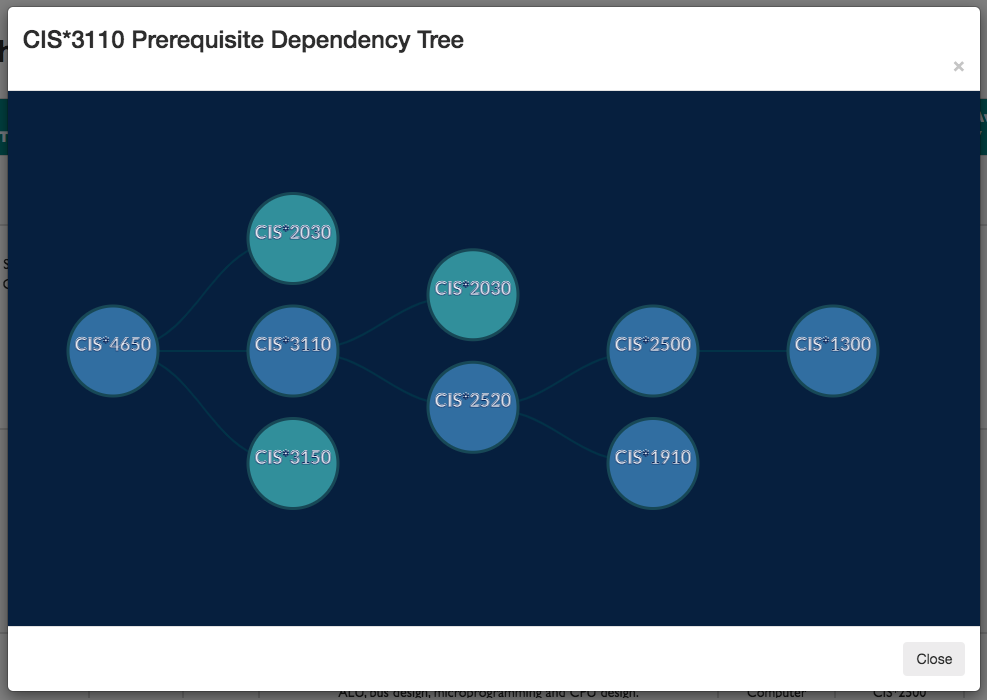 CIS*3110 Prerequisite Dependency Tree
×
CIS*2030
CIS*2030
CIS*4650
CIS*3110
CIS*2500
CIS*1300
CIS*2520
CIS*3150
CIS*1910
Close
ALU, bus design, microprogramming and CPU design.
Computer
CIS*2500